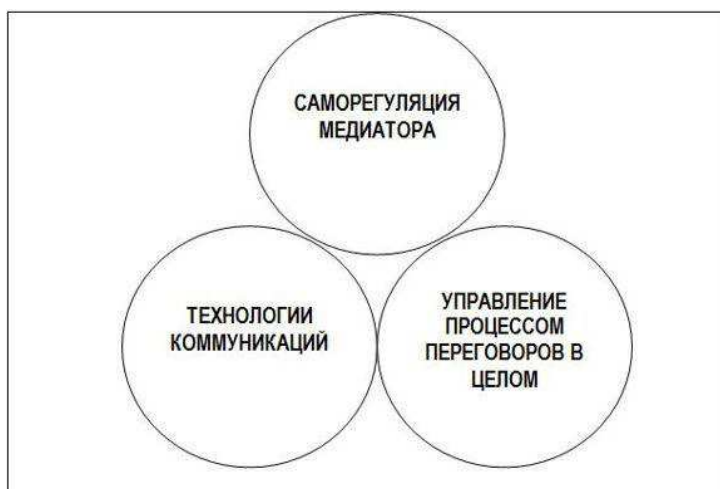 САМОРЕГУЛЯЦИЯ
МЕДИАТОРА
ТЕХНОЛОГИИ
КОММУНИКАЦИЙ
УПРАВЛЕНИЕ
ПРОЦЕССОМ
ПЕРЕГОВОРОВ В
ЦЕЛОМ